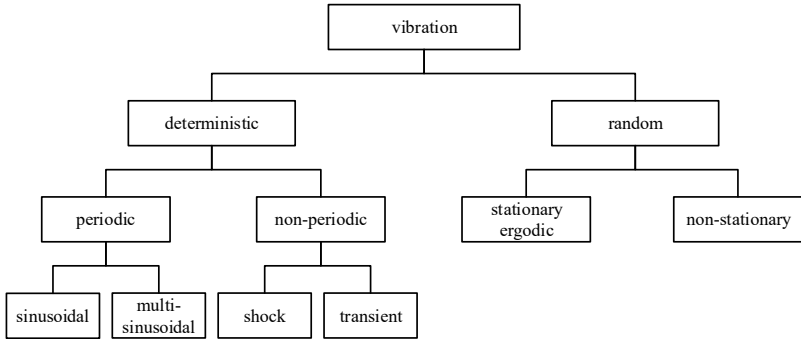 vibration
deterministic
random
periodic
non-periodic
stationary
ergodic
non-stationary
sinusoidal
multi-
sinusoidal
shock
transient